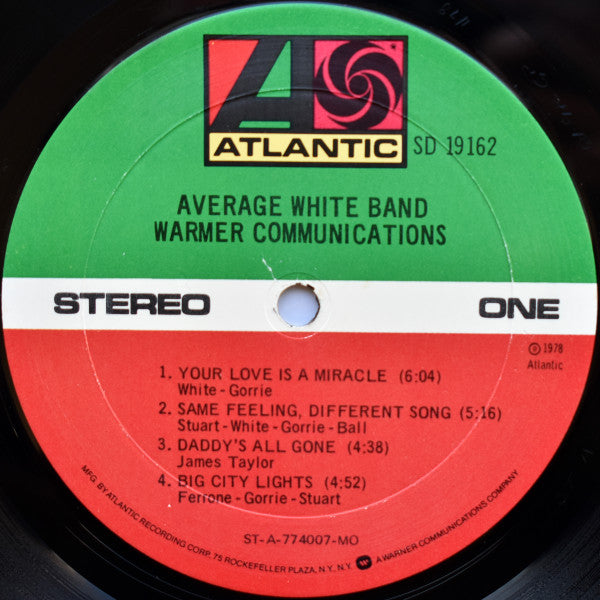 A
ATLANTIC
SD 19162
AVERAGE WHITE BAND
WARMER COMMUNICATIONS
STEREO
ONE
℗ 1978
Atlantic
1. YOUR LOVE IS A MIRACLE (6:04)
White - Gorrie
2. SAME FEELING, DIFFERENT SONG (5:16)
Stuart - White - Gorrie - Ball
3. DADDY'S ALL GONE (4:38)
James Taylor
4. BIG CITY LIGHTS (4:52)
Ferrone - Gorrie - Stuart
ST-A-774007-MO
MFG. BY ATLANTIC RECORDING CORP. 75 ROCKEFELLER PLAZA, N.Y. N.Y. A WARNER COMMUNICATIONS COMPANY